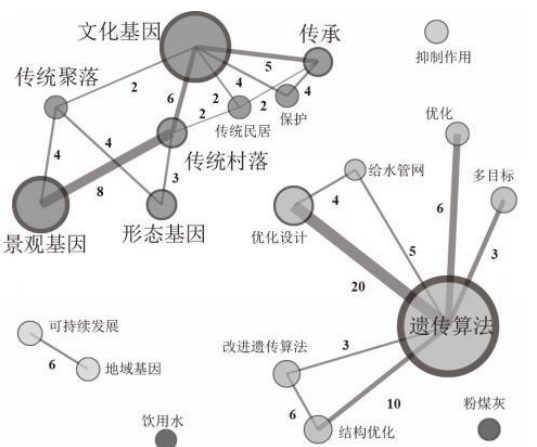 文化基因
传承
抑制作用
传统聚落
5
2
4
4
6
2
2
保护
优化
2
传统民居
4
4
传统村落
给水管网
多目标
8
3
4
6
优化设计
形态基因
景观基因
5
3
20
遗传算法
可持续发展
改进遗传算法
3
6
地域基因
10
粉煤灰
饮用水
6
结构优化